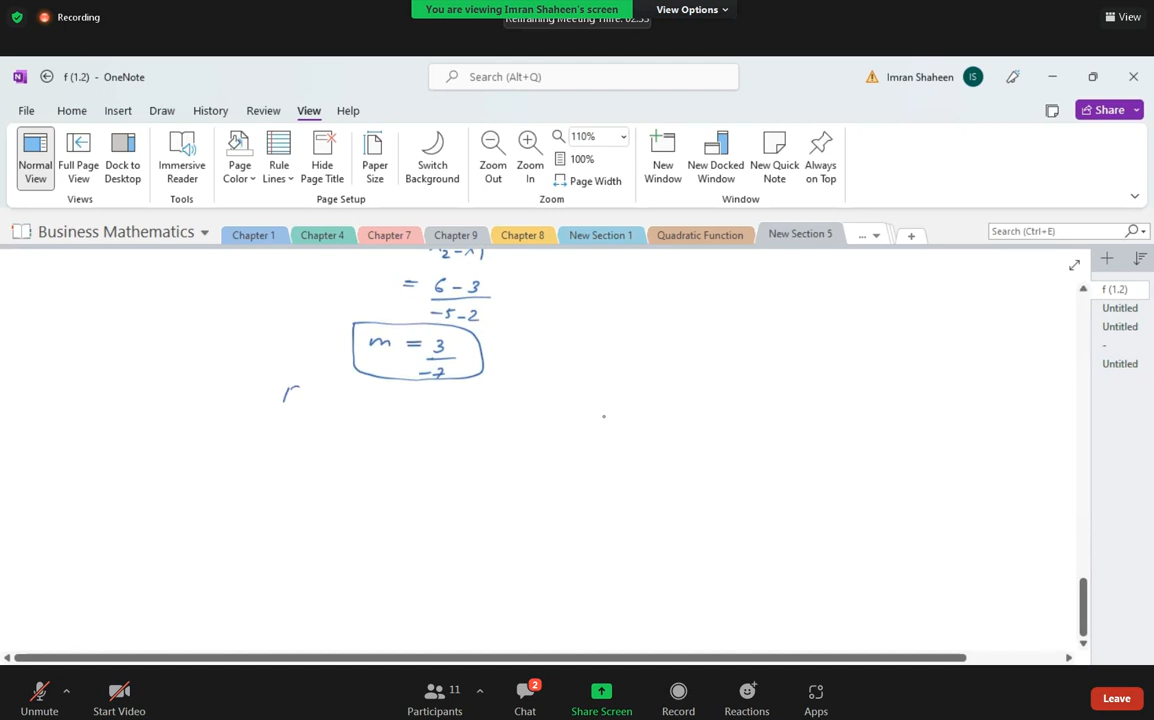 Recording
You are viewing Imran Shaheen's screen
View Options
View
f (1.2) - OneNote
Search (Alt+Q)
Imran Shaheen
IS
File Home Insert Draw History Review View Help
Share
Normal View
Full Page View
Dock to Desktop
Immersive Reader
Page Color
Rule Lines
Hide Page Title
Paper Size
Switch Background
Zoom Out
Zoom In
110%
100%
Page Width
New Window
New Docked Window
New Quick Note
Always on Top
Views
Tools
Page Setup
Zoom
Window
Business Mathematics
Chapter 1
Chapter 4
Chapter 7
Chapter 9
Chapter 8
New Section 1
Quadratic Function
New Section 5
...
Search (Ctrl+E)
f (1.2)
Untitled
Untitled
-
Untitled
= 6 - 3
-5 - 2
m = 3
-7
Unmute
Start Video
11
Participants
2
Chat
Share Screen
Record
Reactions
Apps
Leave